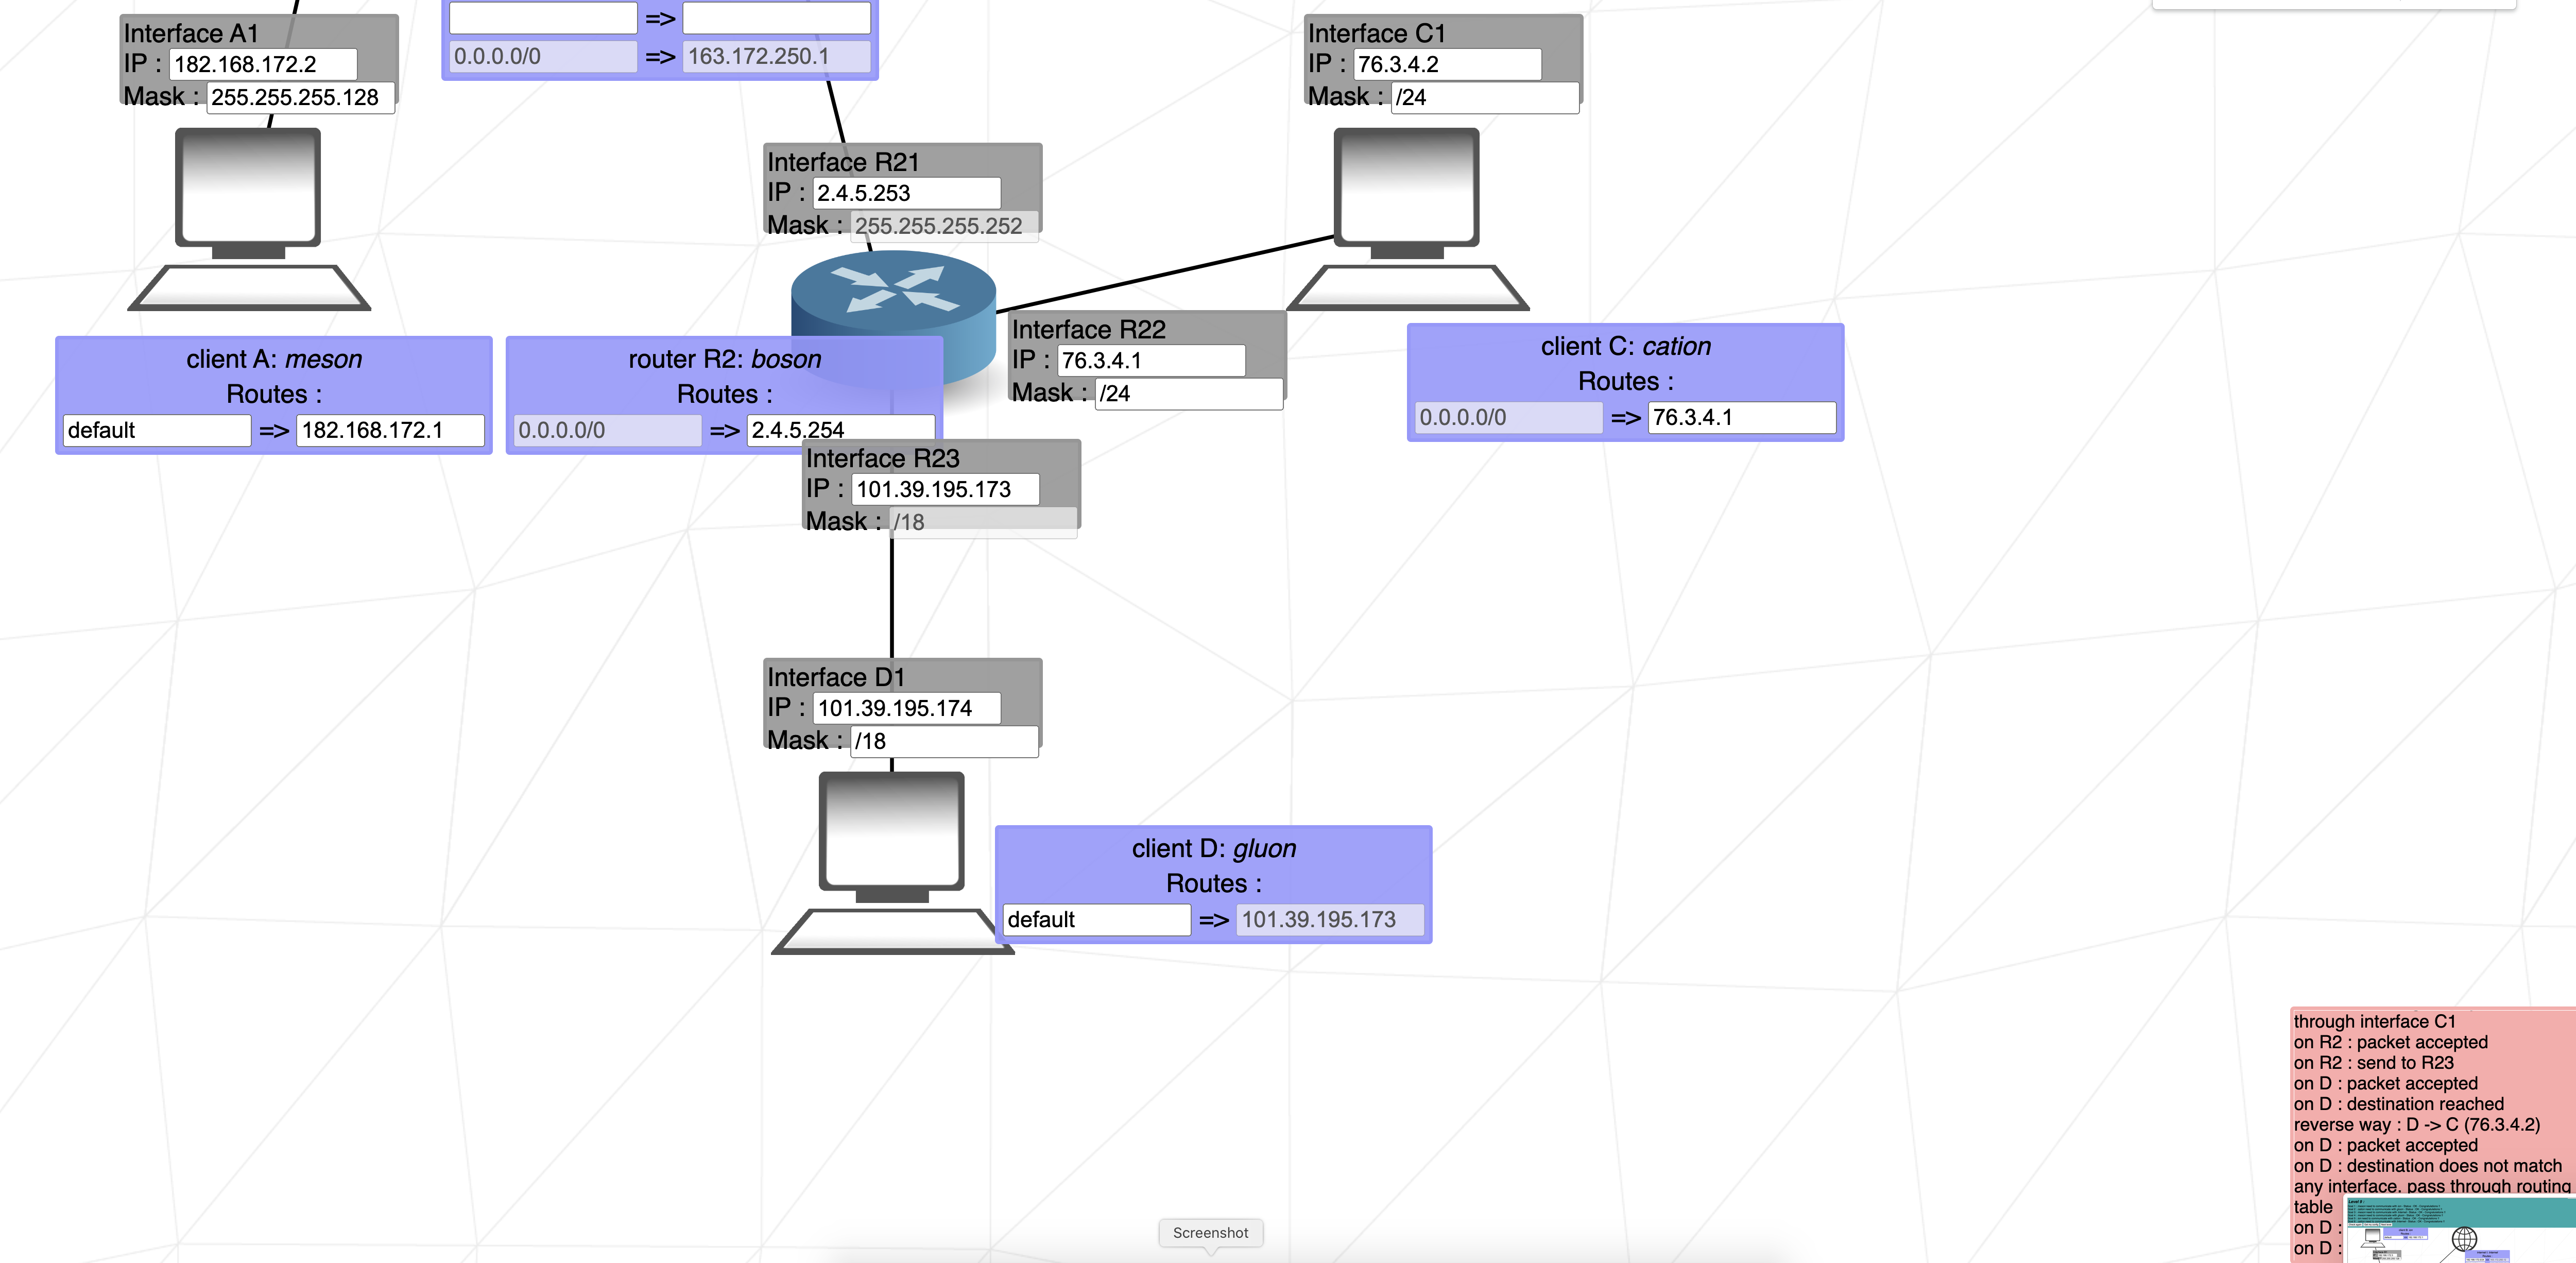 =>
0.0.0.0/0 => 163.172.250.1
Interface A1
IP : 182.168.172.2
Mask : 255.255.255.128
Interface C1
IP : 76.3.4.2
Mask : /24
Interface R21
IP : 2.4.5.253
Mask : 255.255.255.252
Interface R22
IP : 76.3.4.1
Mask : /24
client A: meson
Routes :
default => 182.168.172.1
router R2: boson
Routes :
0.0.0.0/0 => 2.4.5.254
client C: cation
Routes :
0.0.0.0/0 => 76.3.4.1
Interface R23
IP : 101.39.195.173
Mask : /18
Interface D1
IP : 101.39.195.174
Mask : /18
client D: gluon
Routes :
default => 101.39.195.173
through interface C1
on R2 : packet accepted
on R2 : send to R23
on D : packet accepted
on D : destination reached
reverse way : D -> C (76.3.4.2)
on D : packet accepted
on D : destination does not match
any interface. pass through routing
table
on D :
on D :
Screenshot